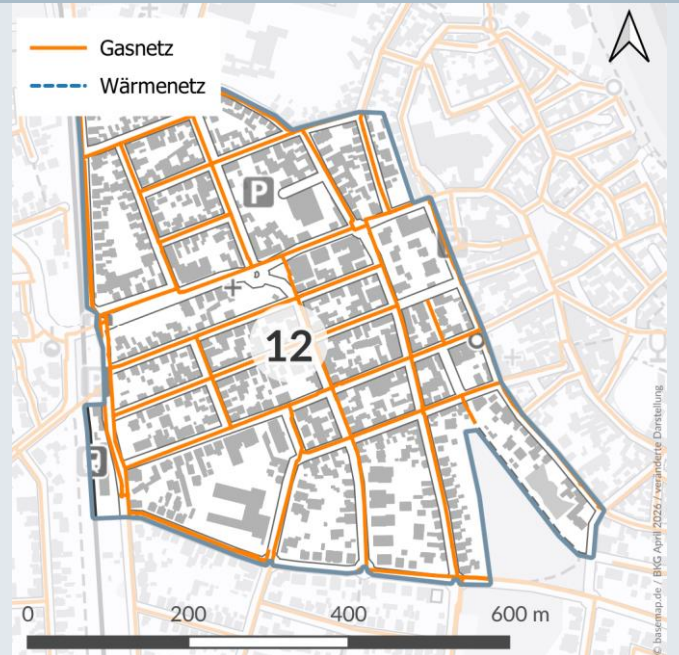 Gasnetz
Wärmenetz
P
12
0 200 400 600 m
© basemap.de / BKG April 2026 / veränderte Darstellung